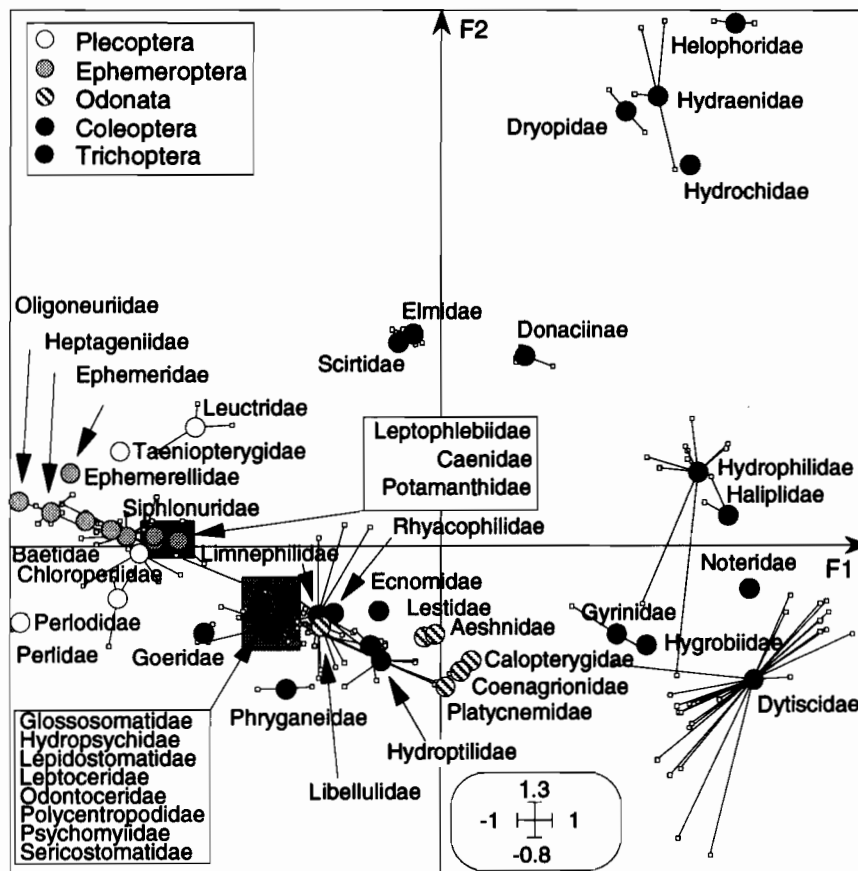 F2
Plecoptera
Ephemeroptera
Odonata
Coleoptera
Trichoptera
Helophoridae
Hydraenidae
Dryopidae
Hydrochidae
Oligoneuriidae
Heptageniidae
Ephemeridae
Elmidae
Scirtidae
Donaciinae
Leuctridae
Taeniopterygidae
Ephemerellidae
Siphlonuridae
Leptophlebiidae
Caenidae
Potamanthidae
Hydrophilidae
Haliplidae
Rhyacophilidae
Baetidae
Limnephilidae
Chloroperlidae
F1
Noteridae
Ecnomidae
Lestidae
Aeshnidae
Gyrinidae
Hygrobiidae
Perlodidae
Perlidae
Goeridae
Calopterygidae
Coenagrionidae
Platycnemidae
Dytiscidae
Phryganeidae
Hydroptilidae
Libellulidae
Glossosomatidae
Hydropsychidae
Lepidostomatidae
Leptoceridae
Odontoceridae
Polycentropodidae
Psychomyiidae
Sericostomatidae
1.3
-1 1
-0.8